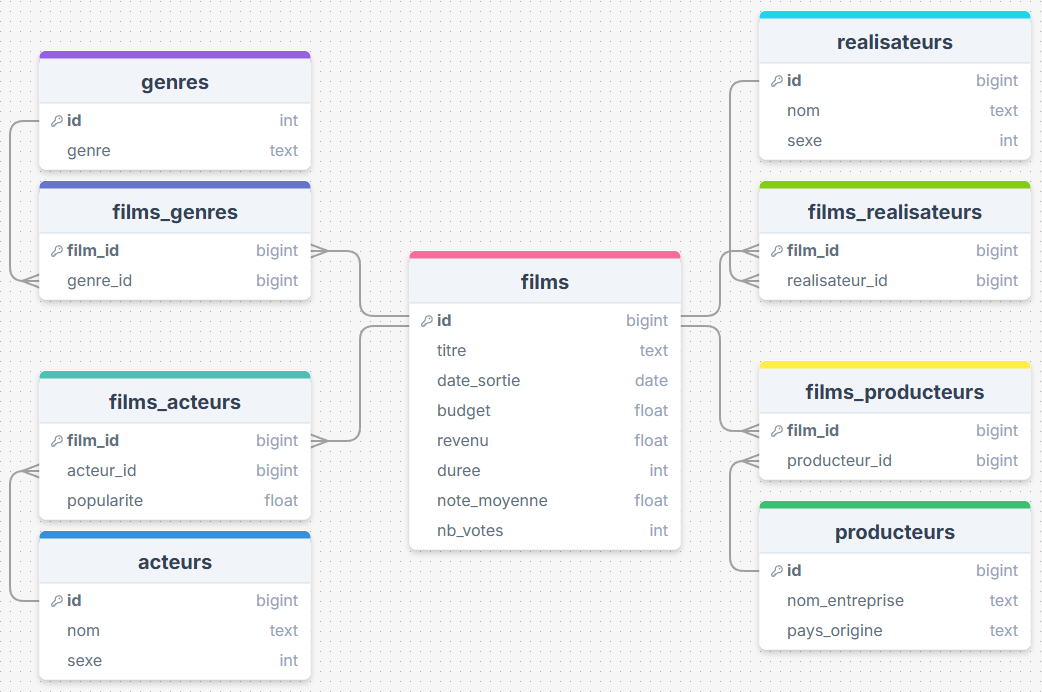 genres
id int
genre text
films_genres
film_id bigint
genre_id bigint
films_acteurs
film_id bigint
acteur_id bigint
popularite float
acteurs
id bigint
nom text
sexe int
films
id bigint
titre text
date_sortie date
budget float
revenu float
duree int
note_moyenne float
nb_votes int
realisateurs
id bigint
nom text
sexe int
films_realisateurs
film_id bigint
realisateur_id bigint
films_producteurs
film_id bigint
producteur_id bigint
producteurs
id bigint
nom_entreprise text
pays_origine text